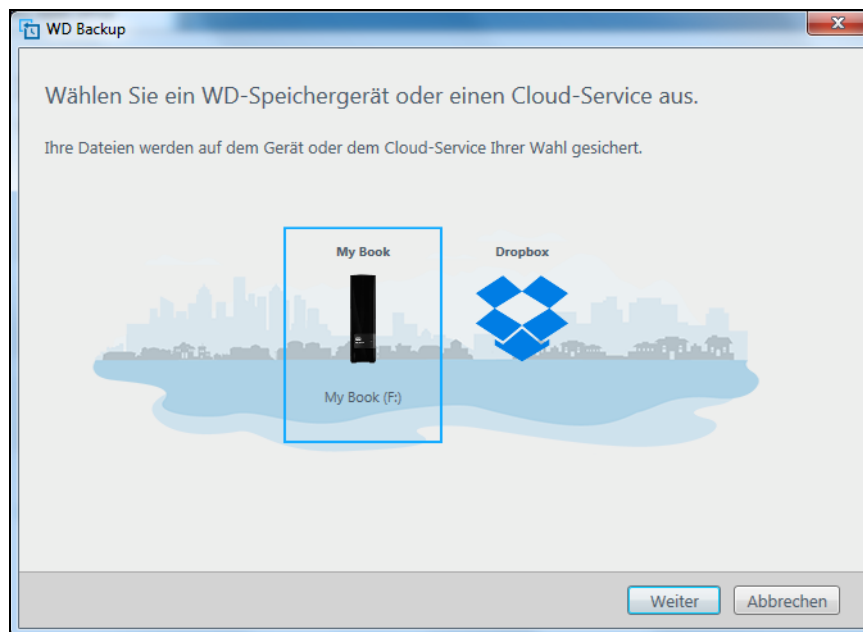 WD Backup
Wählen Sie ein WD-Speichergerät oder einen Cloud-Service aus.
Ihre Dateien werden auf dem Gerät oder dem Cloud-Service Ihrer Wahl gesichert.
My Book
Dropbox
My Book (F:)
Weiter
Abbrechen